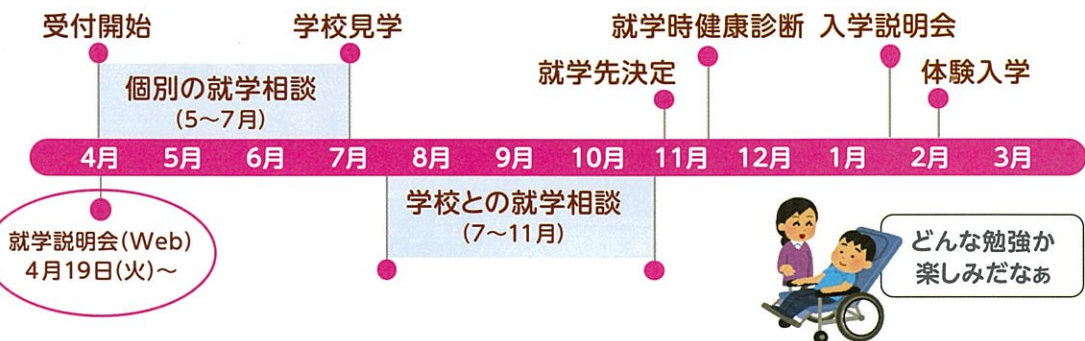 受付開始
学校見学
就学時健康診断
入学説明会
就学先決定
体験入学
個別の就学相談
(5〜7月)
4月 5月 6月 7月 8月 9月 10月 11月 12月 1月 2月 3月
就学説明会(Web)
4月19日(火)〜
学校との就学相談
(7〜11月)
どんな勉強か
楽しみだなぁ